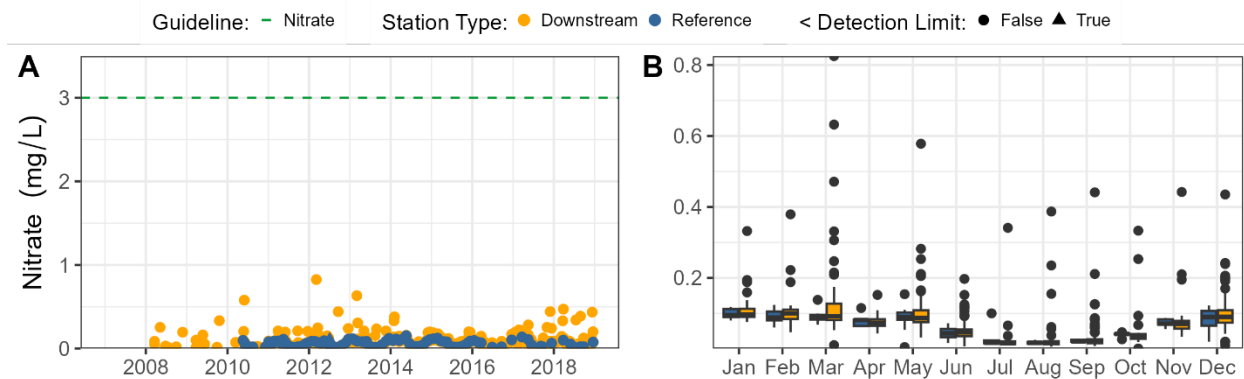 Guideline: Nitrate Station Type: Downstream Reference < Detection Limit: False True
A
B
Nitrate (mg/L)
3
2
1
0
2008 2010 2012 2014 2016 2018
0.8
0.6
0.4
0.2
Jan Feb Mar Apr May Jun Jul Aug Sep Oct Nov Dec